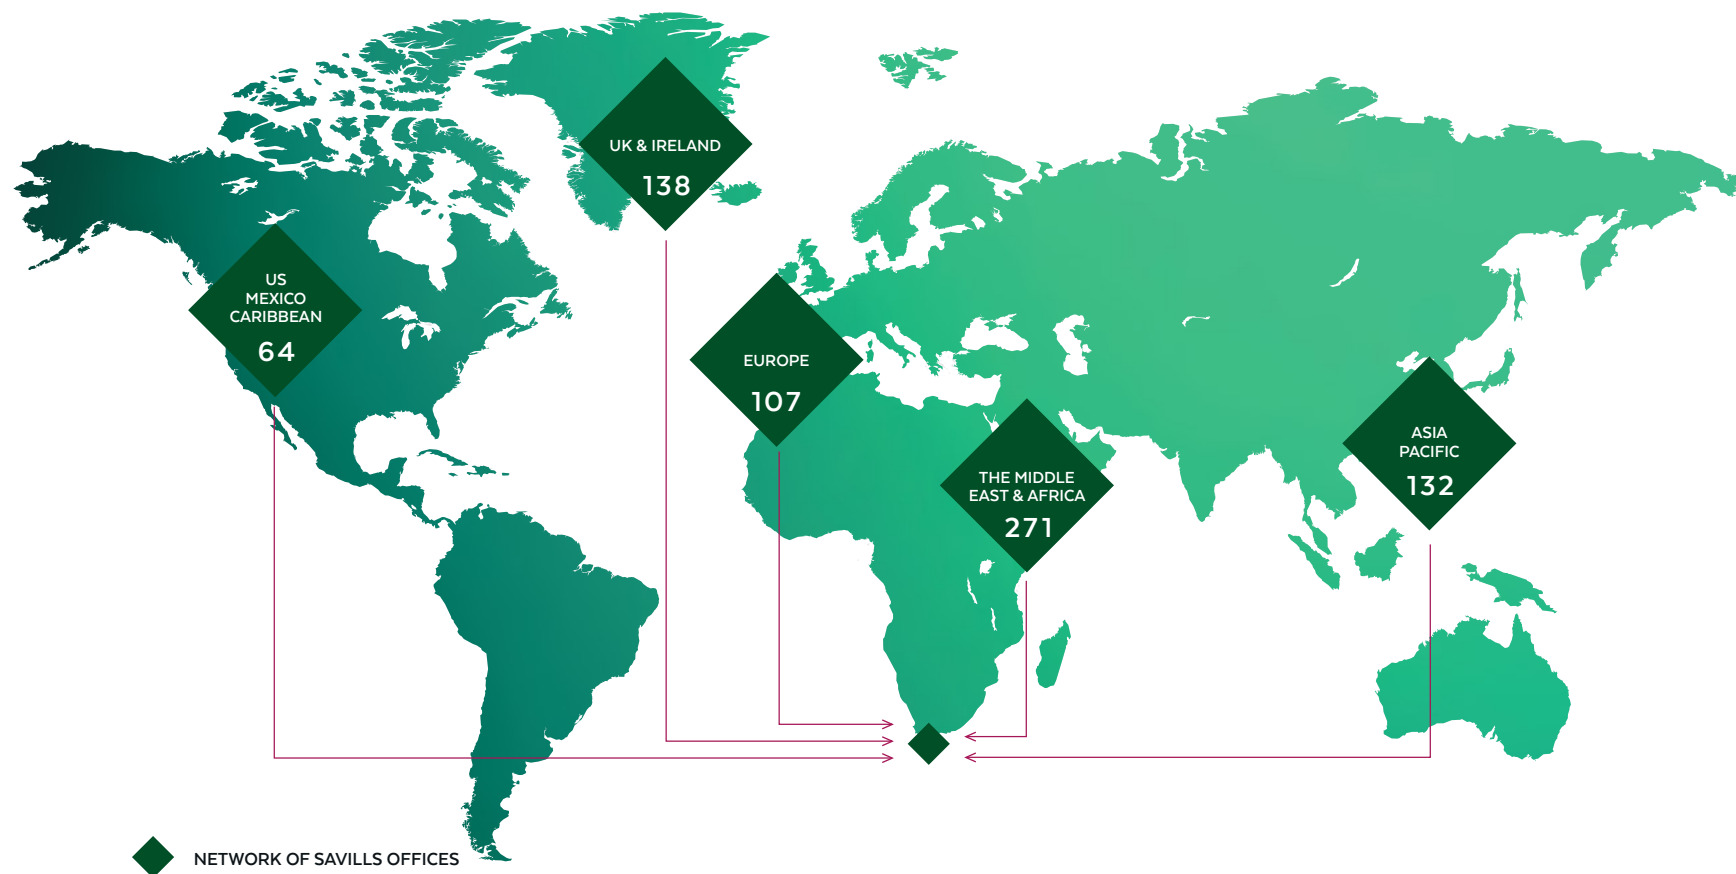 UK & IRELAND
138
US
MEXICO
CARIBBEAN
64
EUROPE
107
THE MIDDLE
EAST & AFRICA
271
ASIA
PACIFIC
132
NETWORK OF SAVILLS OFFICES